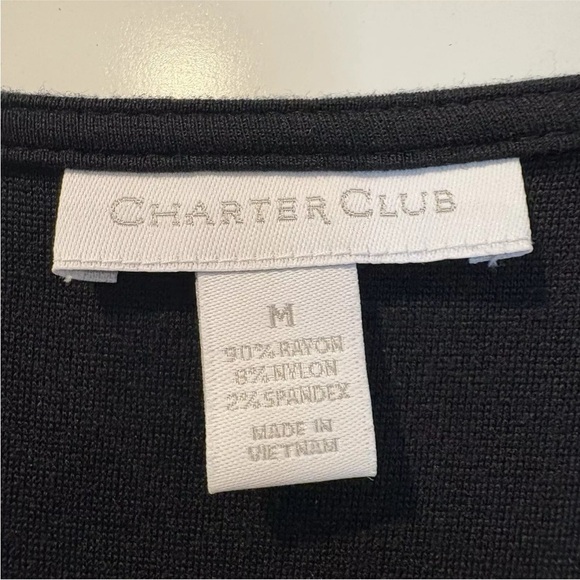 CHARTER CLUB
M
90% RAYON
8% NYLON
2% SPANDEX
MADE IN
VIETNAM